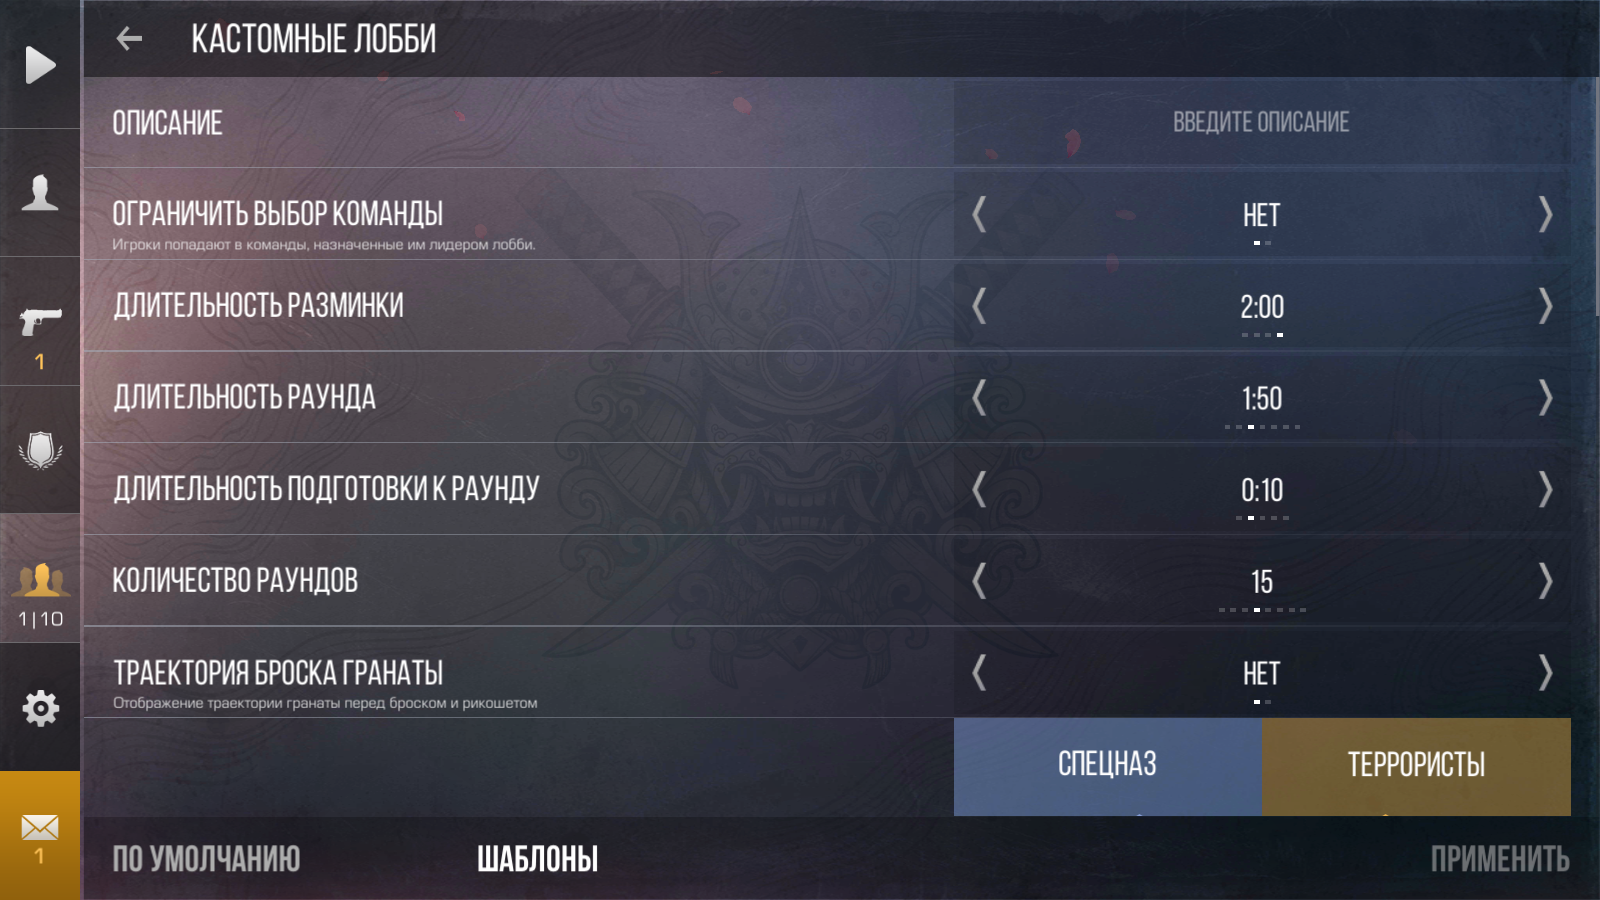 КАСТОМНЫЕ ЛОББИ
ОПИСАНИЕ
ВВЕДИТЕ ОПИСАНИЕ
ОГРАНИЧИТЬ ВЫБОР КОМАНДЫ
НЕТ
Игроки попадают в команды, назначенные им лидером лобби.
ДЛИТЕЛЬНОСТЬ РАЗМИНКИ
2:00
1
ДЛИТЕЛЬНОСТЬ РАУНДА
1:50
ДЛИТЕЛЬНОСТЬ ПОДГОТОВКИ К РАУНДУ
0:10
КОЛИЧЕСТВО РАУНДОВ
15
1|10
ТРАЕКТОРИЯ БРОСКА ГРАНАТЫ
НЕТ
Отображение траектории гранаты перед броском и рикошетом
СПЕЦНАЗ
ТЕРРОРИСТЫ
1
ПО УМОЛЧАНИЮ
ШАБЛОНЫ
ПРИМЕНИТЬ